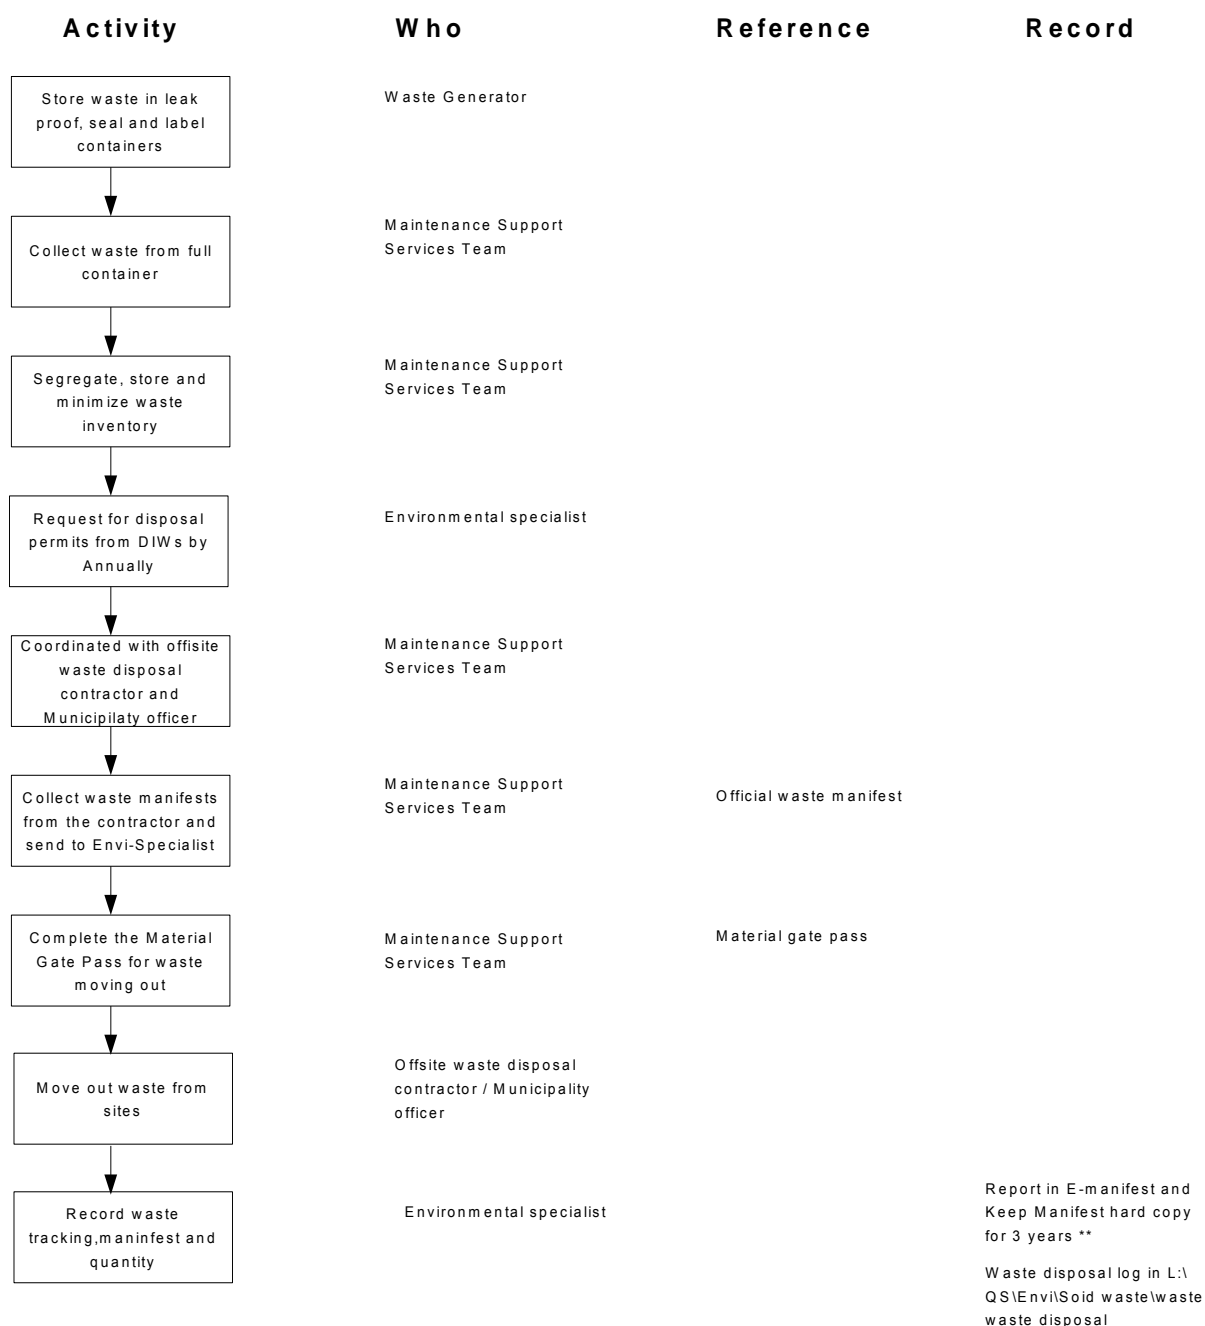 Activity Who Reference Record
Store waste in leak
proof, seal and label
containers
Waste Generator
Collect waste from full
container
Maintenance Support
Services Team
Segregate, store and
minimize waste
inventory
Maintenance Support
Services Team
Request for disposal
permits from DIWs by
Annually
Environmental specialist
Coordinated with offisite
waste disposal
contractor and
Municipilaty officer
Maintenance Support
Services Team
Collect waste manifests
from the contractor and
send to Envi-Specialist
Maintenance Support
Services Team
Official waste manifest
Complete the Material
Gate Pass for waste
moving out
Maintenance Support
Services Team
Material gate pass
Move out waste from
sites
Offsite waste disposal
contractor / Municipality
officer
Record waste
tracking,maninfest and
quantity
Environmental specialist
Report in E-manifest and
Keep Manifest hard copy
for 3 years **
Waste disposal log in L:\
QS\Envi\Soid waste\waste
waste disposal